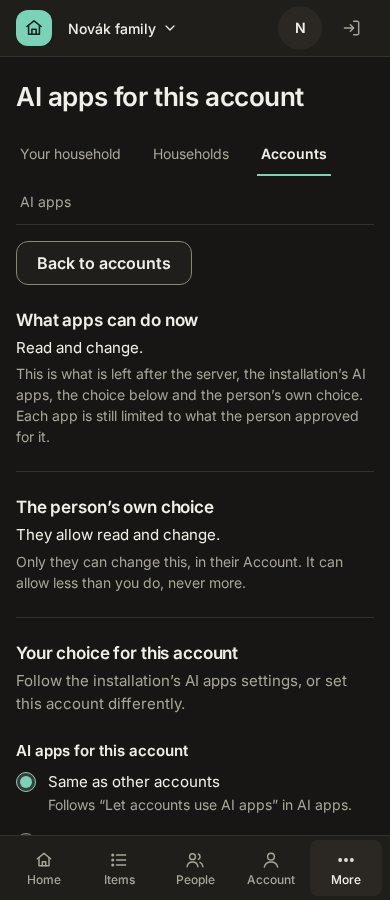 Novák family
N
AI apps for this account
Your household
Households
Accounts
AI apps
Back to accounts
What apps can do now
Read and change.
This is what is left after the server, the installation’s AI
apps, the choice below and the person’s own choice.
Each app is still limited to what the person approved
for it.
The person’s own choice
They allow read and change.
Only they can change this, in their Account. It can
allow less than you do, never more.
Your choice for this account
Follow the installation’s AI apps settings, or set
this account differently.
AI apps for this account
Same as other accounts
Follows “Let accounts use AI apps” in AI apps.
Home
Items
People
Account
More